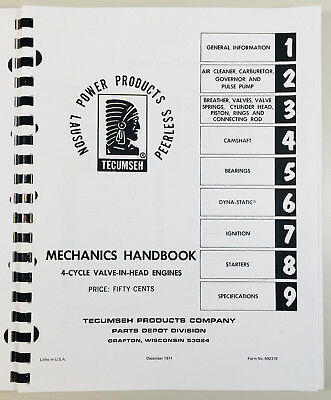 LAUSON POWER PRODUCTS PEERLESS
TECUMSEH
®
MECHANICS HANDBOOK
4-CYCLE VALVE-IN-HEAD ENGINES
PRICE: FIFTY CENTS
GENERAL INFORMATION 1
AIR CLEANER, CARBURETOR,
GOVERNOR AND
PULSE PUMP 2
BREATHER, VALVES, VALVE
SPRINGS, CYLINDER HEAD,
PISTON, RINGS AND
CONNECTING ROD 3
CAMSHAFT 4
BEARINGS 5
DYNA-STATIC® 6
IGNITION 7
STARTERS 8
SPECIFICATIONS 9
TECUMSEH PRODUCTS COMPANY
PARTS DEPOT DIVISION
GRAFTON, WISCONSIN 53024
Litho in U.S.A. December 1971 Form No. 692318